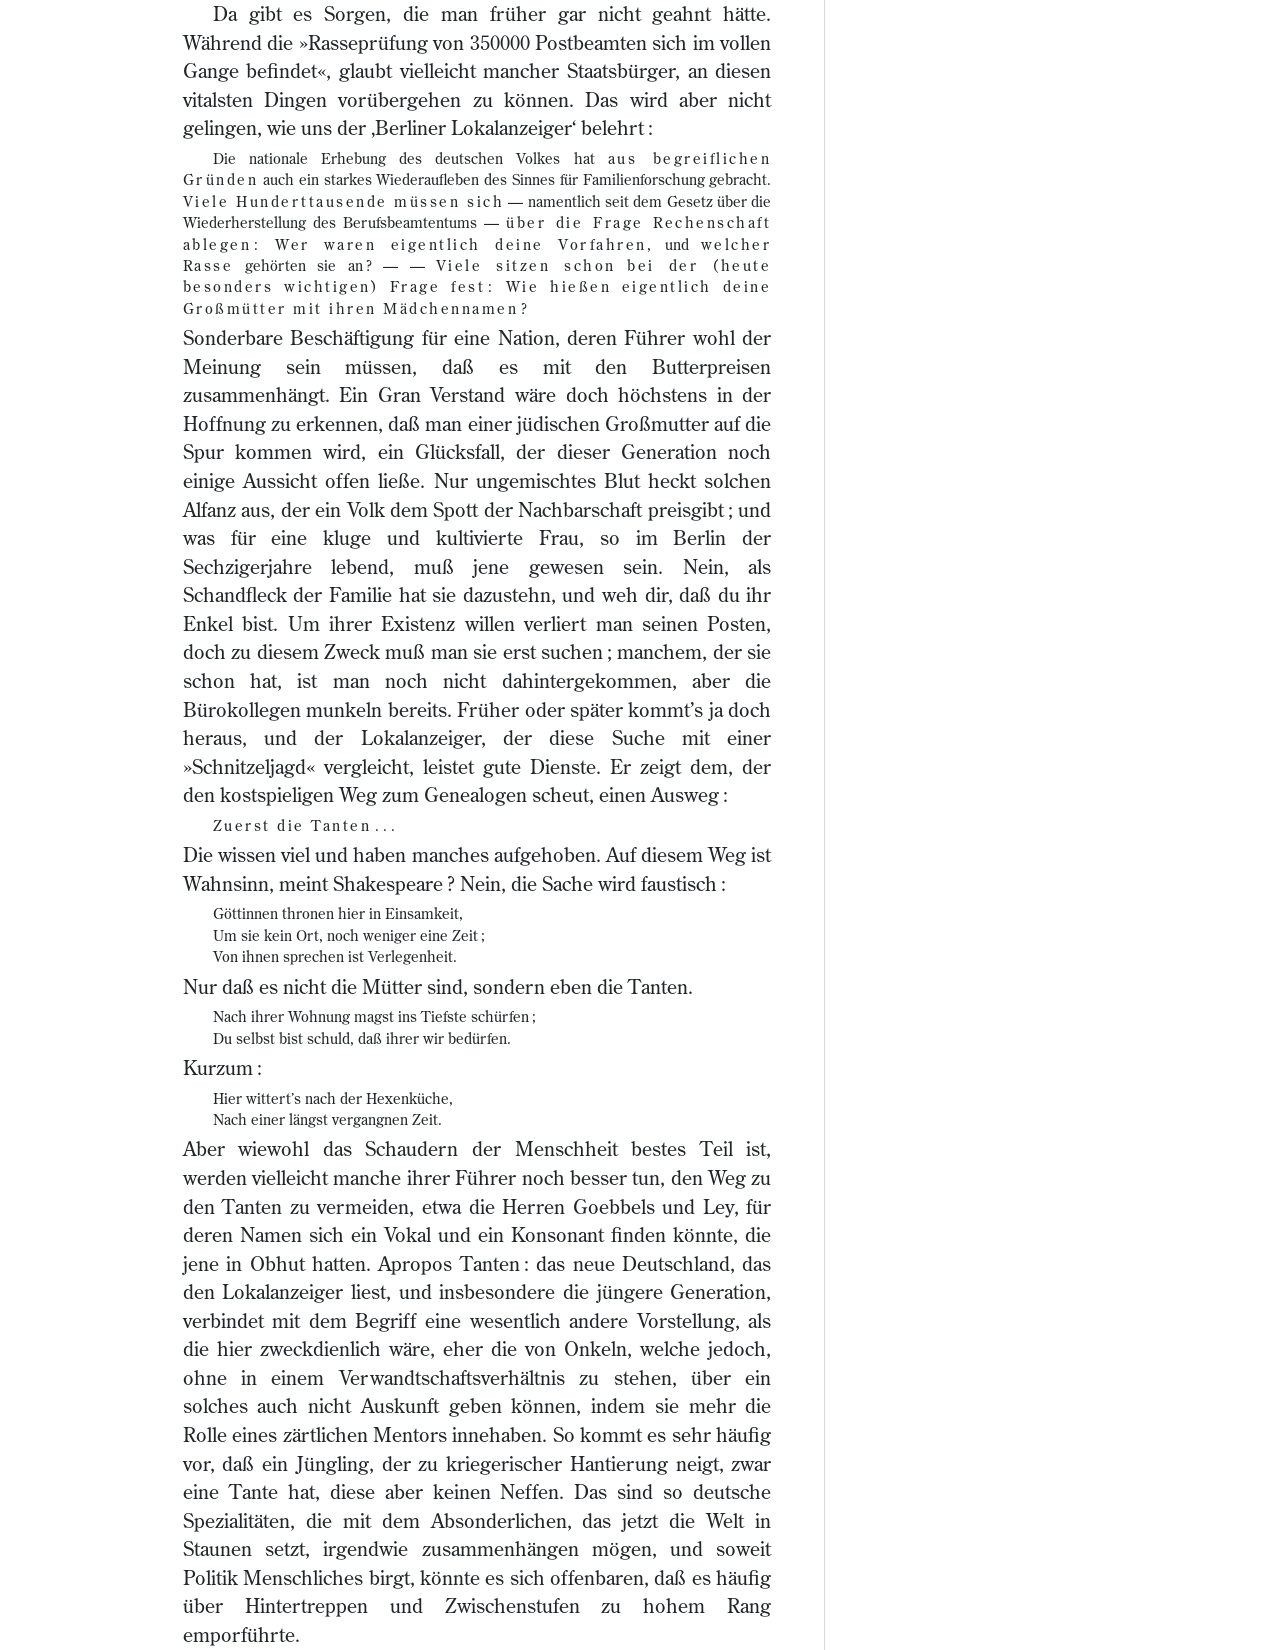 Da gibt es Sorgen, die man früher gar nicht geahnt hätte.
Während die »Rasseprüfung von 350000 Postbeamten sich im vollen
Gange befindet«, glaubt vielleicht mancher Staatsbürger, an diesen
vitalsten Dingen vorübergehen zu können. Das wird aber nicht
gelingen, wie uns der ‚Berliner Lokalanzeiger‘ belehrt :
Die nationale Erhebung des deutschen Volkes hat aus begreiflichen
Gründen auch ein starkes Wiederaufleben des Sinnes für Familienforschung gebracht.
Viele Hunderttausende müssen sich — namentlich seit dem Gesetz über die
Wiederherstellung des Berufsbeamtentums — über die Frage Rechenschaft
ablegen: Wer waren eigentlich deine Vorfahren, und welcher
Rasse gehörten sie an? — — Viele sitzen schon bei der (heute
besonders wichtigen) Frage fest: Wie hießen eigentlich deine
Großmütter mit ihren Mädchennamen?
Sonderbare Beschäftigung für eine Nation, deren Führer wohl der
Meinung sein müssen, daß es mit den Butterpreisen
zusammenhängt. Ein Gran Verstand wäre doch höchstens in der
Hoffnung zu erkennen, daß man einer jüdischen Großmutter auf die
Spur kommen wird, ein Glücksfall, der dieser Generation noch
einige Aussicht offen ließe. Nur ungemischtes Blut heckt solchen
Alfanz aus, der ein Volk dem Spott der Nachbarschaft preisgibt ; und
was für eine kluge und kultivierte Frau, so im Berlin der
Sechzigerjahre lebend, muß jene gewesen sein. Nein, als
Schandfleck der Familie hat sie dazustehn, und weh dir, daß du ihr
Enkel bist. Um ihrer Existenz willen verliert man seinen Posten,
doch zu diesem Zweck muß man sie erst suchen ; manchem, der sie
schon hat, ist man noch nicht dahintergekommen, aber die
Bürokollegen munkeln bereits. Früher oder später kommt’s ja doch
heraus, und der Lokalanzeiger, der diese Suche mit einer
»Schnitzeljagd« vergleicht, leistet gute Dienste. Er zeigt dem, der
den kostspieligen Weg zum Genealogen scheut, einen Ausweg :
Zuerst die Tanten . . .
Die wissen viel und haben manches aufgehoben. Auf diesem Weg ist
Wahnsinn, meint Shakespeare ? Nein, die Sache wird faustisch :
Göttinnen thronen hier in Einsamkeit,
Um sie kein Ort, noch weniger eine Zeit ;
Von ihnen sprechen ist Verlegenheit.
Nur daß es nicht die Mütter sind, sondern eben die Tanten.
Nach ihrer Wohnung magst ins Tiefste schürfen ;
Du selbst bist schuld, daß ihrer wir bedürfen.
Kurzum :
Hier wittert’s nach der Hexenküche,
Nach einer längst vergangnen Zeit.
Aber wiewohl das Schaudern der Menschheit bestes Teil ist,
werden vielleicht manche ihrer Führer noch besser tun, den Weg zu
den Tanten zu vermeiden, etwa die Herren Goebbels und Ley, für
deren Namen sich ein Vokal und ein Konsonant finden könnte, die
jene in Obhut hatten. Apropos Tanten : das neue Deutschland, das
den Lokalanzeiger liest, und insbesondere die jüngere Generation,
verbindet mit dem Begriff eine wesentlich andere Vorstellung, als
die hier zweckdienlich wäre, eher die von Onkeln, welche jedoch,
ohne in einem Verwandtschaftsverhältnis zu stehen, über ein
solches auch nicht Auskunft geben können, indem sie mehr die
Rolle eines zärtlichen Mentors innehaben. So kommt es sehr häufig
vor, daß ein Jüngling, der zu kriegerischer Hantierung neigt, zwar
eine Tante hat, diese aber keinen Neffen. Das sind so deutsche
Spezialitäten, die mit dem Absonderlichen, das jetzt die Welt in
Staunen setzt, irgendwie zusammenhängen mögen, und soweit
Politik Menschliches birgt, könnte es sich offenbaren, daß es häufig
über Hintertreppen und Zwischenstufen zu hohem Rang
emporführte.